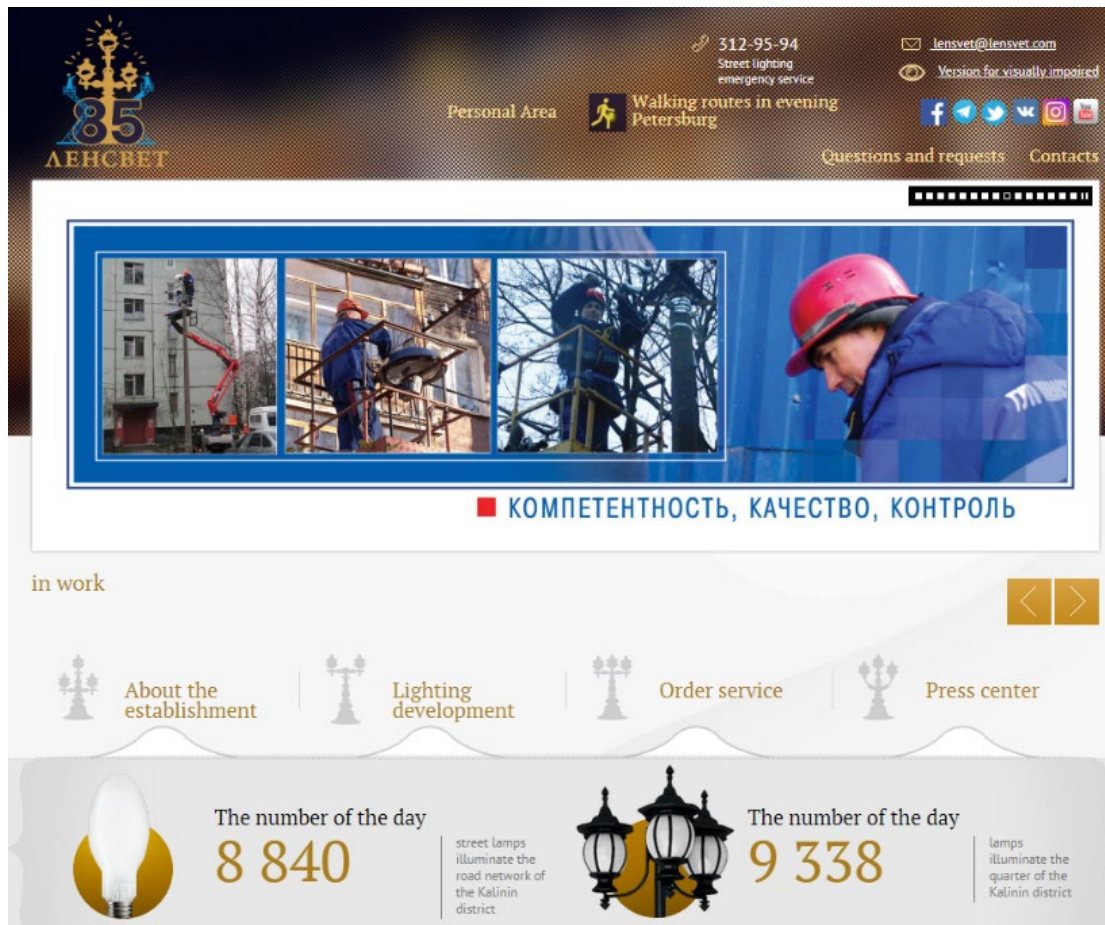 312-95-94
Street lighting
emergency service
lensvet@lensvet.com
Version for visually impaired
Personal Area
Walking routes in evening
Petersburg
85
ЛЕНСВЕТ
Questions and requests
Contacts
КОМПЕТЕНТНОСТЬ, КАЧЕСТВО, КОНТРОЛЬ
in work
About the
establishment
Lighting
development
Order service
Press center
The number of the day
8 840
street lamps
illuminate the
road network of
the Kalinin
district
The number of the day
9 338
lamps
illuminate the
quarter of the
Kalinin district